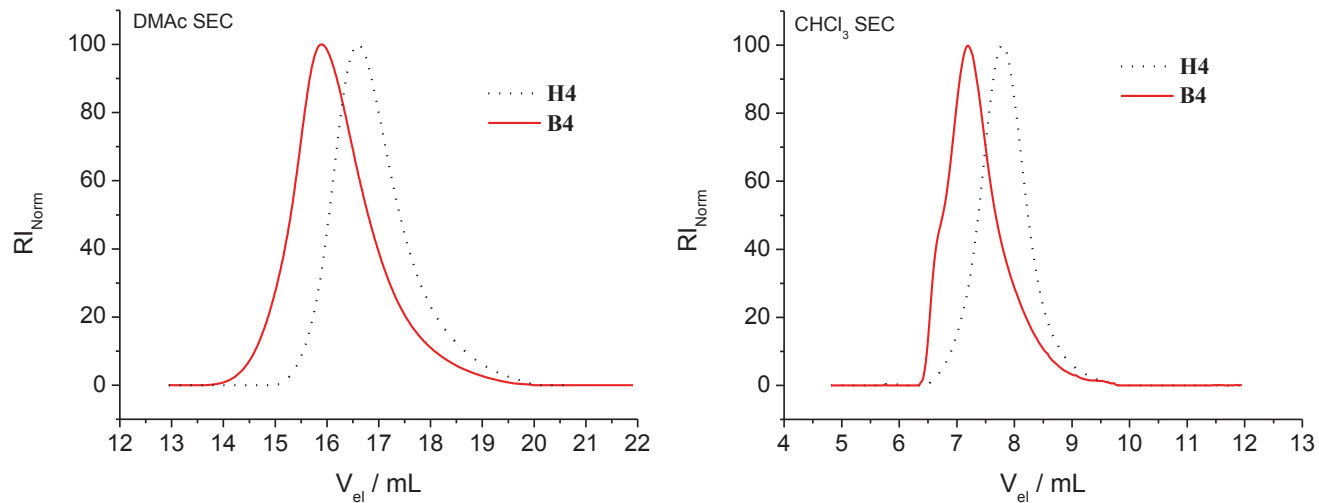 DMAc SEC
H4
B4
RI_Norm
100
80
60
40
20
0
12 13 14 15 16 17 18 19 20 21 22
V_el / mL
CHCl_3 SEC
H4
B4
RI_Norm
100
80
60
40
20
0
4 5 6 7 8 9 10 11 12 13
V_el / mL